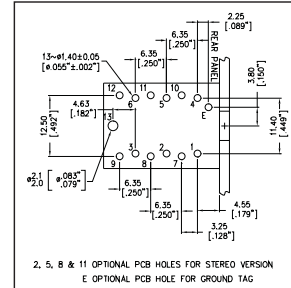 2.25
[.089"]
6.35
[.250"]
REAR PANEL
3.80
[.150"]
13~ø1.40±0.05
[ø.055"±.002"]
6.35
[.250"]
12 11 10
6 5 4
E
4.63
[.182"]
13
12.50
[.492"]
11.40
[.449"]
ø2.1
2.0
[ø.083"
.079"]
3 2 1
9 8 7
6.35
[.250"]
6.35
[.250"]
4.55
[.179"]
3.25
[.128"]
2, 5, 8 & 11 OPTIONAL PCB HOLES FOR STEREO VERSION
E OPTIONAL PCB HOLE FOR GROUND TAG